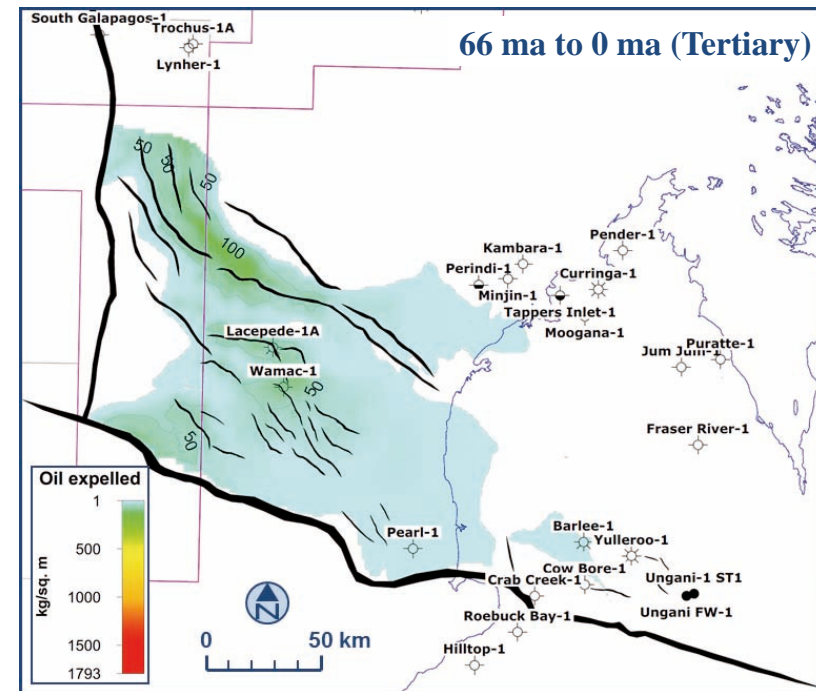 South Galapagos-1
Trochus-1A
Lynher-1
66 ma to 0 ma (Tertiary)
50
50
50
100
Pender-1
Kambara-1
Perindi-1
Curringa-1
Minjin-1
Tappers Inlet-1
Moogana-1
Lacepede-1A
Puratte-1
Jum Jum-1
Wamac-1
50
50
Fraser River-1
Oil expelled
1
500
1000
1500
1793
kg/sq. m
Pearl-1
Barlee-1
Yulleroo-1
Cow Bore-1
Ungani-1 ST1
Crab Creek-1
Ungani FW-1
Roebuck Bay-1
Hilltop-1
N
0 50 km